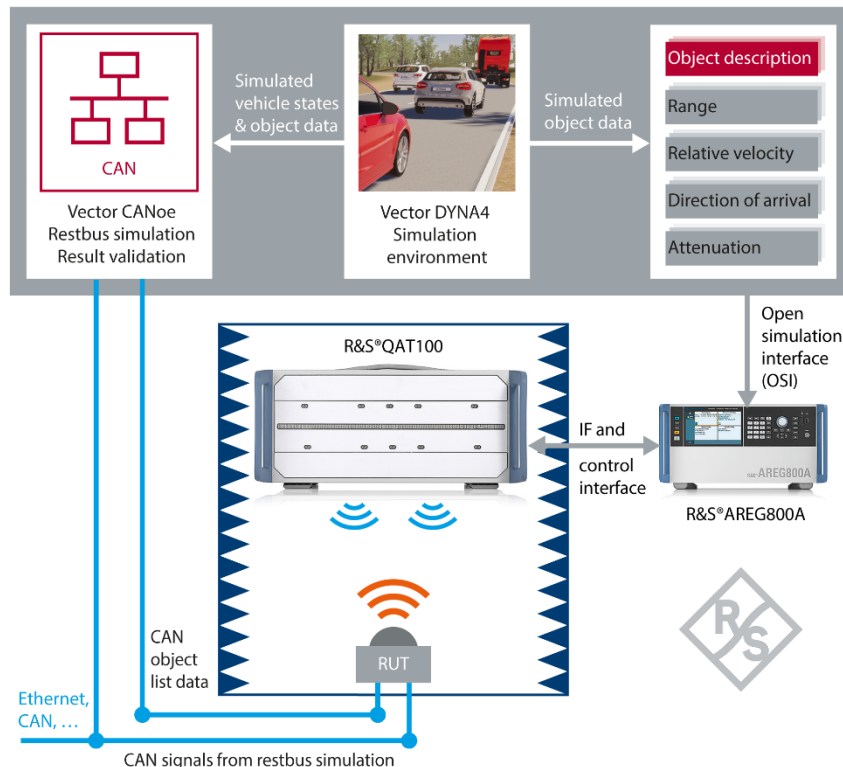 CAN
Vector CANoe
Restbus simulation
Result validation
Simulated
vehicle states
& object data
Vector DYNA4
Simulation
environment
Simulated
object data
Object description
Range
Relative velocity
Direction of arrival
Attenuation
Open
simulation
interface
(OSI)
R&S®QAT100
IF and
control
interface
R&S®AREG800A
R&S®AREG800A
R&S
RUT
CAN
object
list data
Ethernet,
CAN, …
CAN signals from restbus simulation